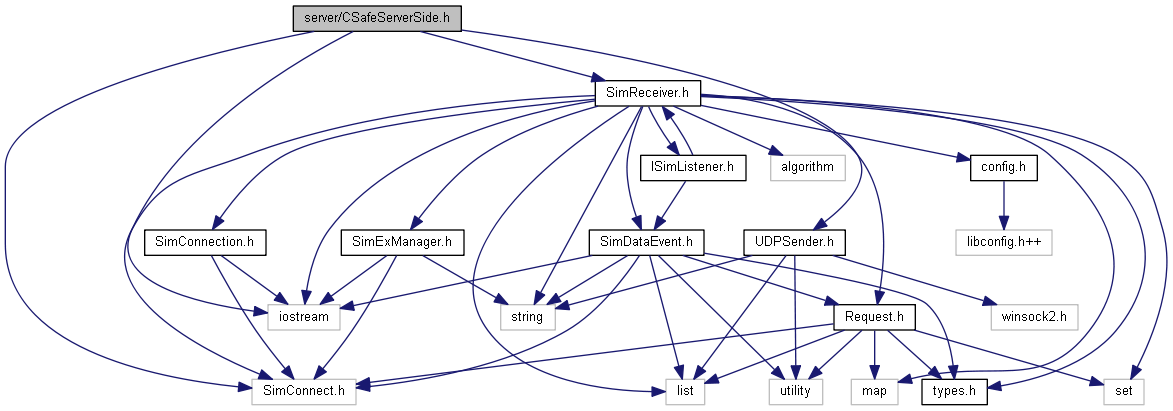 server/CSafeServerSide.h
SimReceiver.h
ISimListener.h
algorithm
config.h
SimConnection.h
SimExManager.h
SimDataEvent.h
UDPSender.h
libconfig.h++
iostream
string
Request.h
winsock2.h
SimConnect.h
list
utility
map
types.h
set